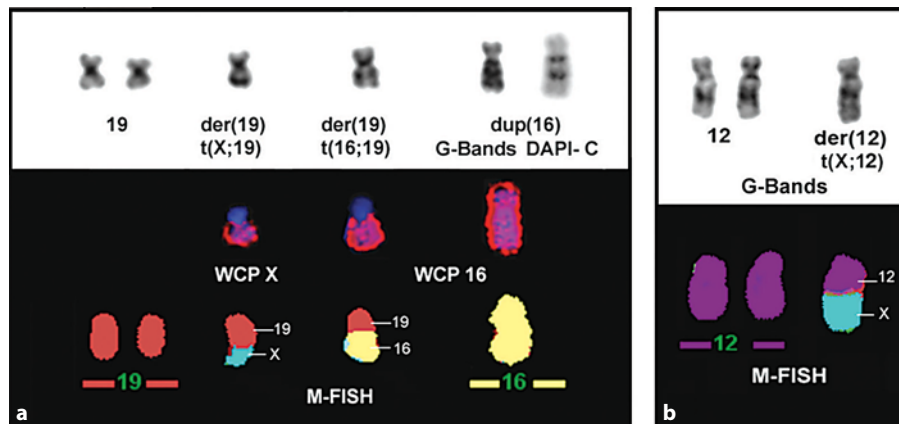 19
der(19)
t(X;19)
der(19)
t(16;19)
dup(16)
G-Bands DAPI- C
WCP X
WCP 16
19
X
19
16
19
16
M-FISH
a
12
der(12)
t(X;12)
G-Bands
12
X
12
M-FISH
b